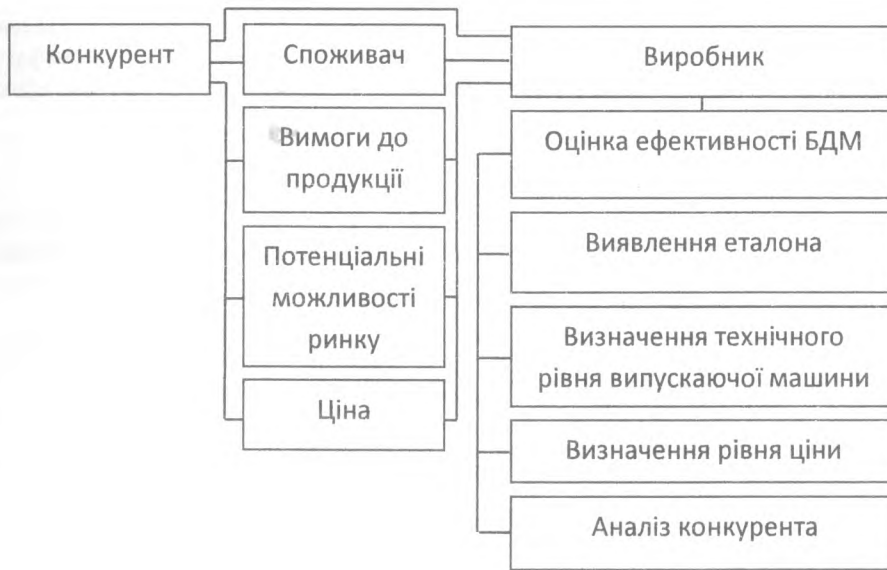 Конкурент
Споживач
Вимоги до
продукції
Потенціальні
можливості
ринку
Ціна
Виробник
Оцінка ефективності БДМ
Виявлення еталона
Визначення технічного
рівня випускаючої машини
Визначення рівня ціни
Аналіз конкурента